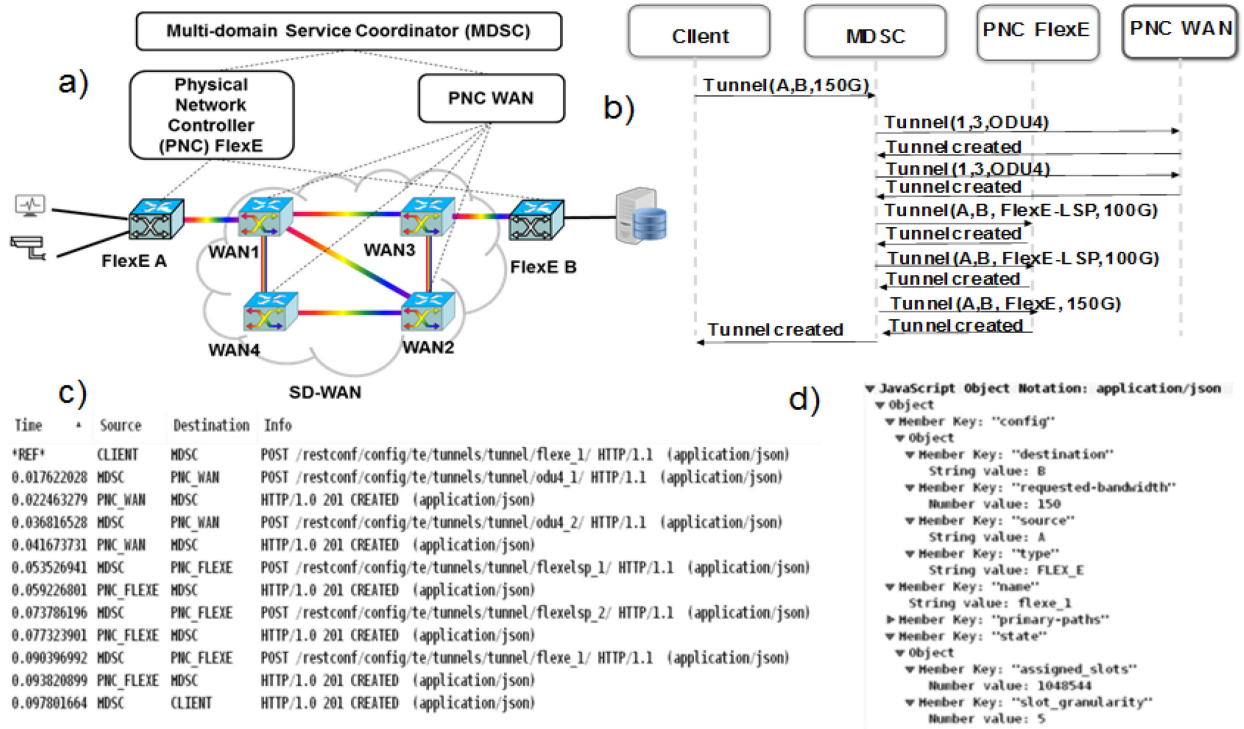 a)
Multi-domain Service Coordinator (MDSC)
Physical
Network
Controller
(PNC) FlexE
PNC WAN
FlexE A
WAN1
WAN3
FlexE B
WAN4
WAN2
SD-WAN
b)
Client
MDSC
PNC FlexE
PNC WAN
Tunnel(A,B,150G)
Tunnel(1,3,ODU4)
Tunnel created
Tunnel(1,3,ODU4)
Tunnel created
Tunnel(A,B, FlexE-LSP,100G)
Tunnel created
Tunnel(A,B, FlexE-LSP,100G)
Tunnel created
Tunnel(A,B, FlexE, 150G)
Tunnel created
Tunnel created
c)
Time Source Destination Info
*REF* CLIENT MDSC POST /restconf/config/te/tunnels/tunnel/flexe_1/ HTTP/1.1 (application/json)
0.017622028 MDSC PNC_WAN POST /restconf/config/te/tunnels/tunnel/odu4_1/ HTTP/1.1 (application/json)
0.022463279 PNC_WAN MDSC HTTP/1.0 201 CREATED (application/json)
0.036816528 MDSC PNC_WAN POST /restconf/config/te/tunnels/tunnel/odu4_2/ HTTP/1.1 (application/json)
0.041673731 PNC_WAN MDSC HTTP/1.0 201 CREATED (application/json)
0.053526941 MDSC PNC_FLEXE POST /restconf/config/te/tunnels/tunnel/flexelsp_1/ HTTP/1.1 (application/json)
0.059226801 PNC_FLEXE MDSC HTTP/1.0 201 CREATED (application/json)
0.073786196 MDSC PNC_FLEXE POST /restconf/config/te/tunnels/tunnel/flexelsp_2/ HTTP/1.1 (application/json)
0.077323901 PNC_FLEXE MDSC HTTP/1.0 201 CREATED (application/json)
0.090396992 MDSC PNC_FLEXE POST /restconf/config/te/tunnels/tunnel/flexe_1/ HTTP/1.1 (application/json)
0.093820899 PNC_FLEXE MDSC HTTP/1.0 201 CREATED (application/json)
0.097801664 MDSC CLIENT HTTP/1.0 201 CREATED (application/json)
d)
JavaScript Object Notation: application/json
Object
Member Key: "config"
Object
Member Key: "destination"
String value: B
Member Key: "requested-bandwidth"
Number value: 150
Member Key: "source"
String value: A
Member Key: "type"
String value: FLEX_E
Member Key: "name"
String value: flexe_1
Member Key: "primary-paths"
Member Key: "state"
Object
Member Key: "assigned_slots"
Number value: 1048544
Member Key: "slot_granularity"
Number value: 5